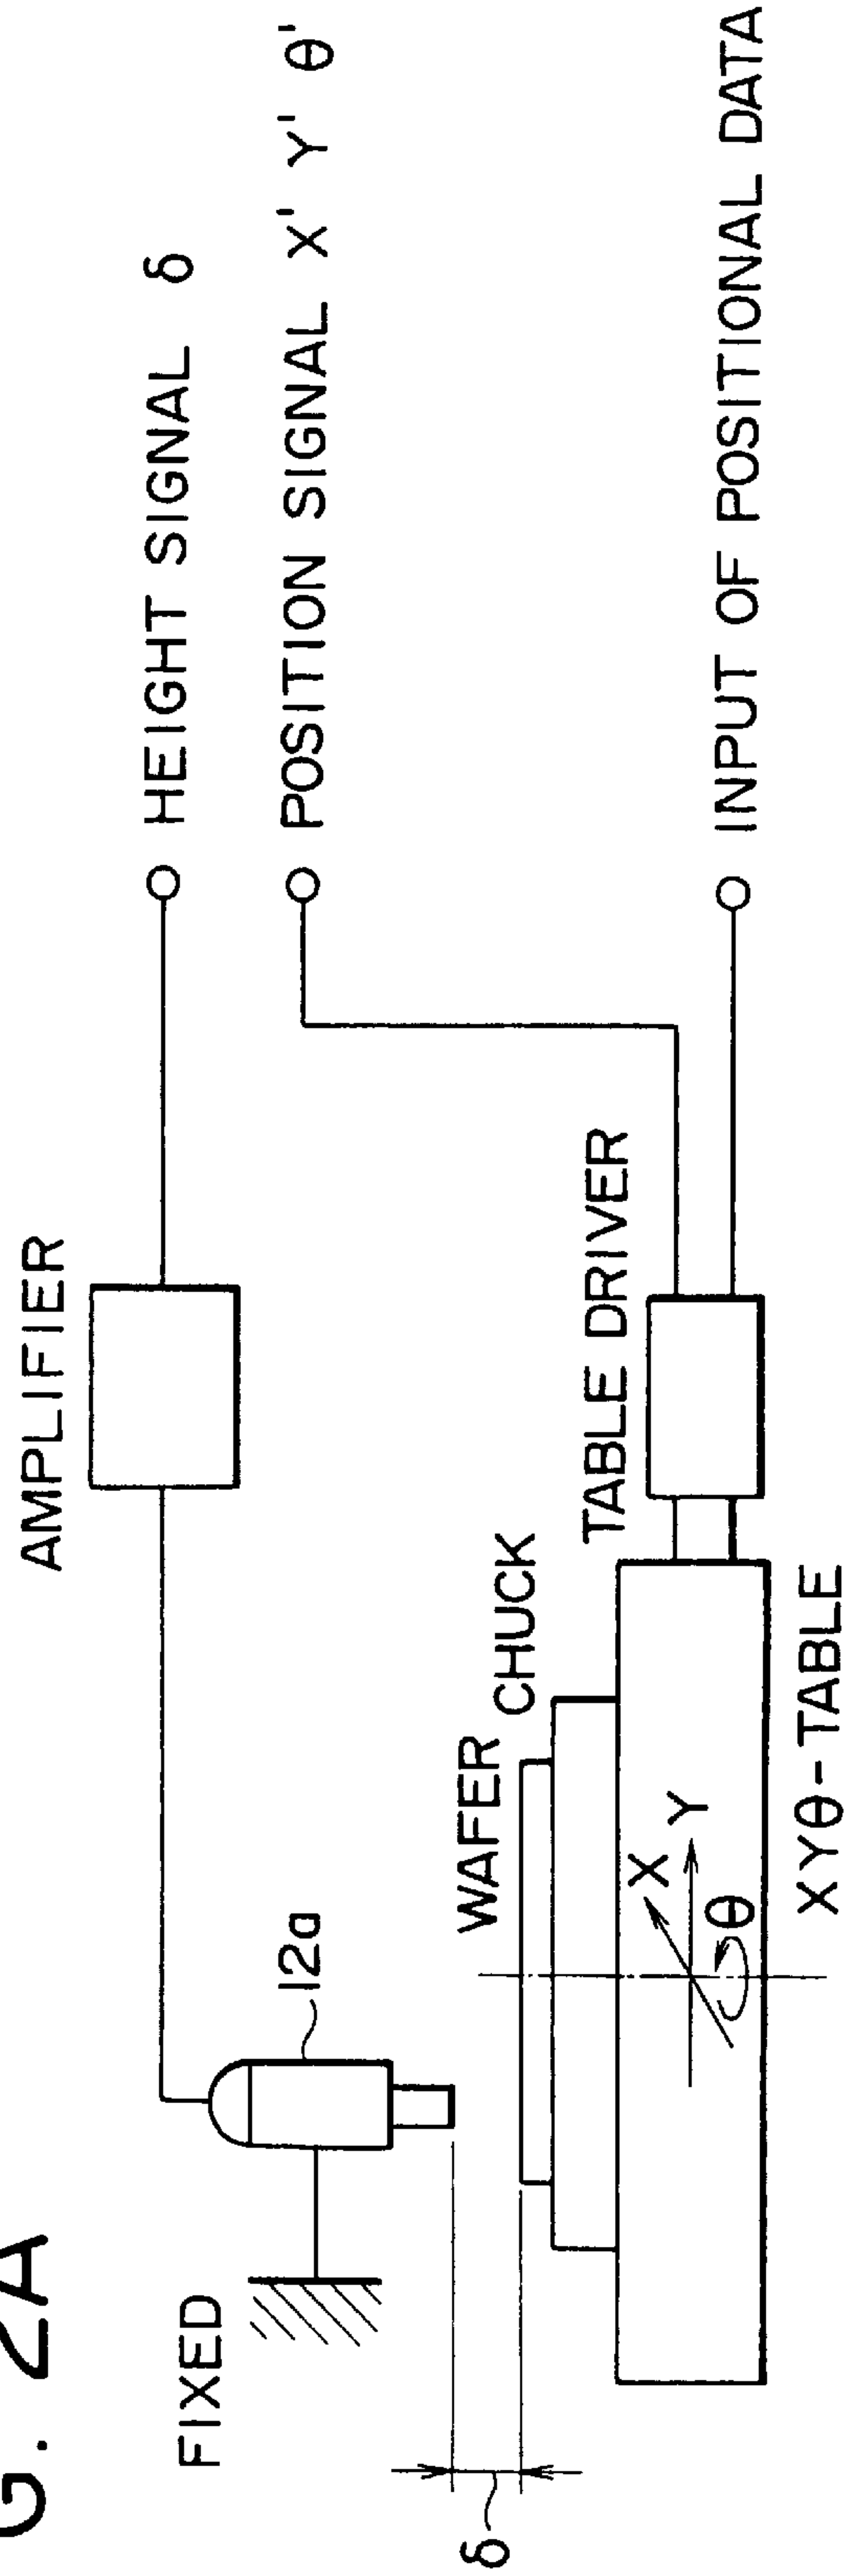 G. 2A
AMPLIFIER
HEIGHT SIGNAL δ
FIXED
12a
POSITION SIGNAL X' Y' θ'
WAFER
CHUCK
TABLE DRIVER
δ
X
Y
θ
INPUT OF POSITIONAL DATA
XYθ-TABLE